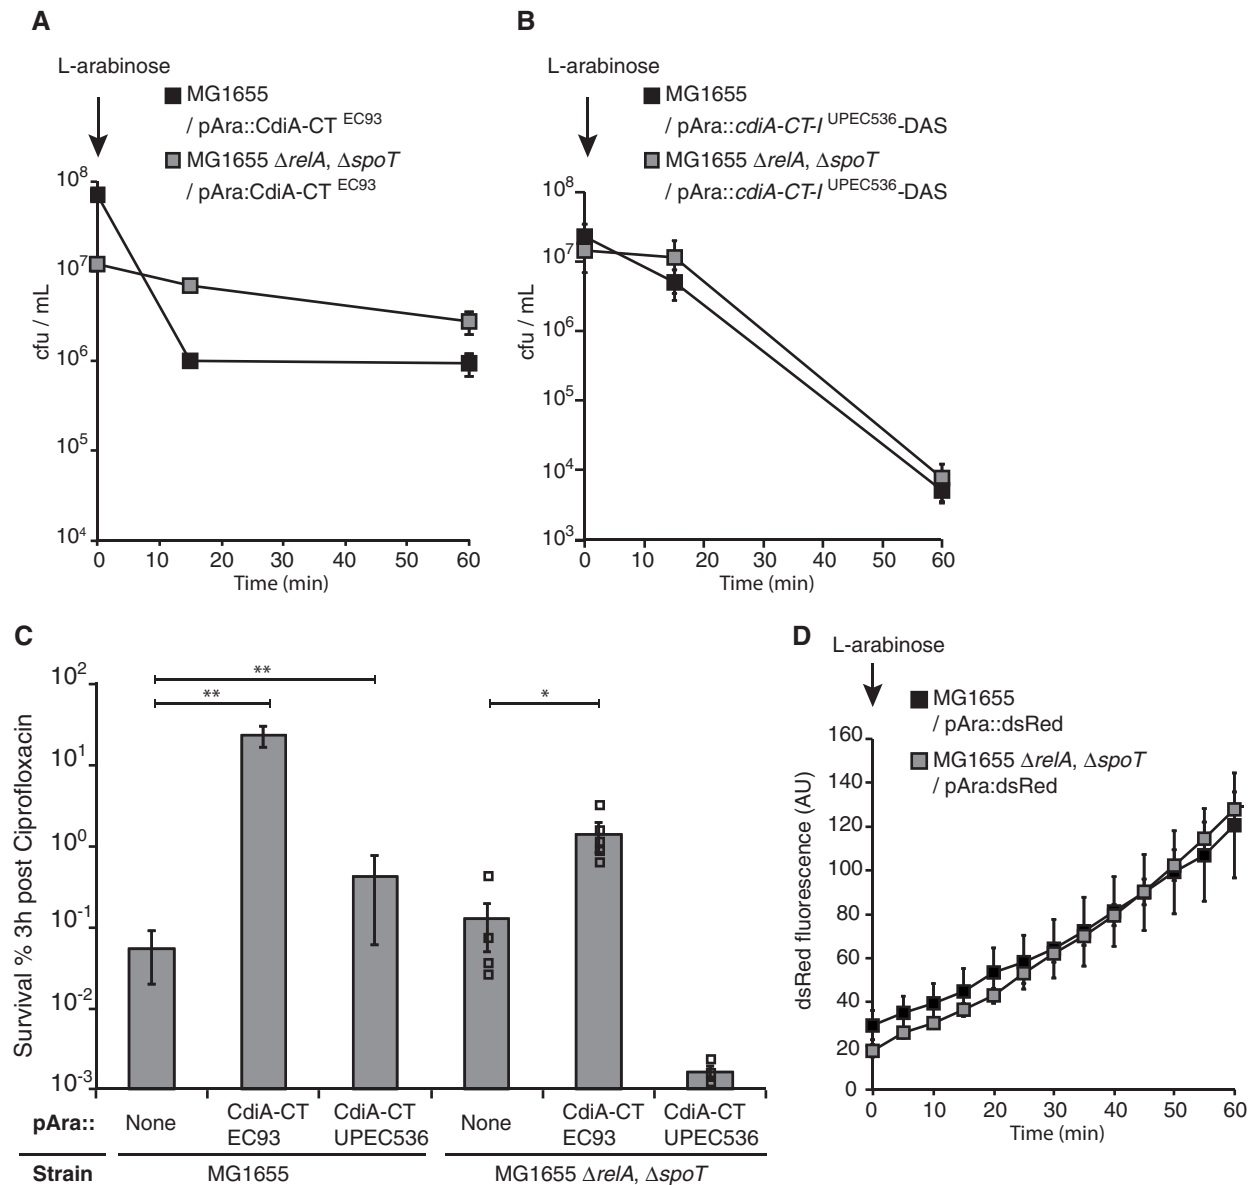 A
L-arabinose
MG1655
/ pAra::CdiA-CT EC93
MG1655 ΔrelA, ΔspoT
/ pAra:CdiA-CT EC93
cfu / mL
10^8
10^7
10^6
10^5
10^4
0 10 20 30 40 50 60
Time (min)
B
L-arabinose
MG1655
/ pAra::cdiA-CT-I UPEC536-DAS
MG1655 ΔrelA, ΔspoT
/ pAra::cdiA-CT-I UPEC536-DAS
cfu / mL
10^8
10^7
10^6
10^5
10^4
10^3
0 10 20 30 40 50 60
Time (min)
C
Survival % 3h post Ciprofloxacin
10^2
10^1
10^0
10^-1
10^-2
10^-3
**
**
*
pAra:: None CdiA-CT EC93 CdiA-CT UPEC536 None CdiA-CT EC93 CdiA-CT UPEC536
Strain MG1655 MG1655 ΔrelA, ΔspoT
D
L-arabinose
MG1655
/ pAra::dsRed
MG1655 ΔrelA, ΔspoT
/ pAra:dsRed
dsRed fluorescence (AU)
160
140
120
100
80
60
40
20
0
0 10 20 30 40 50 60
Time (min)